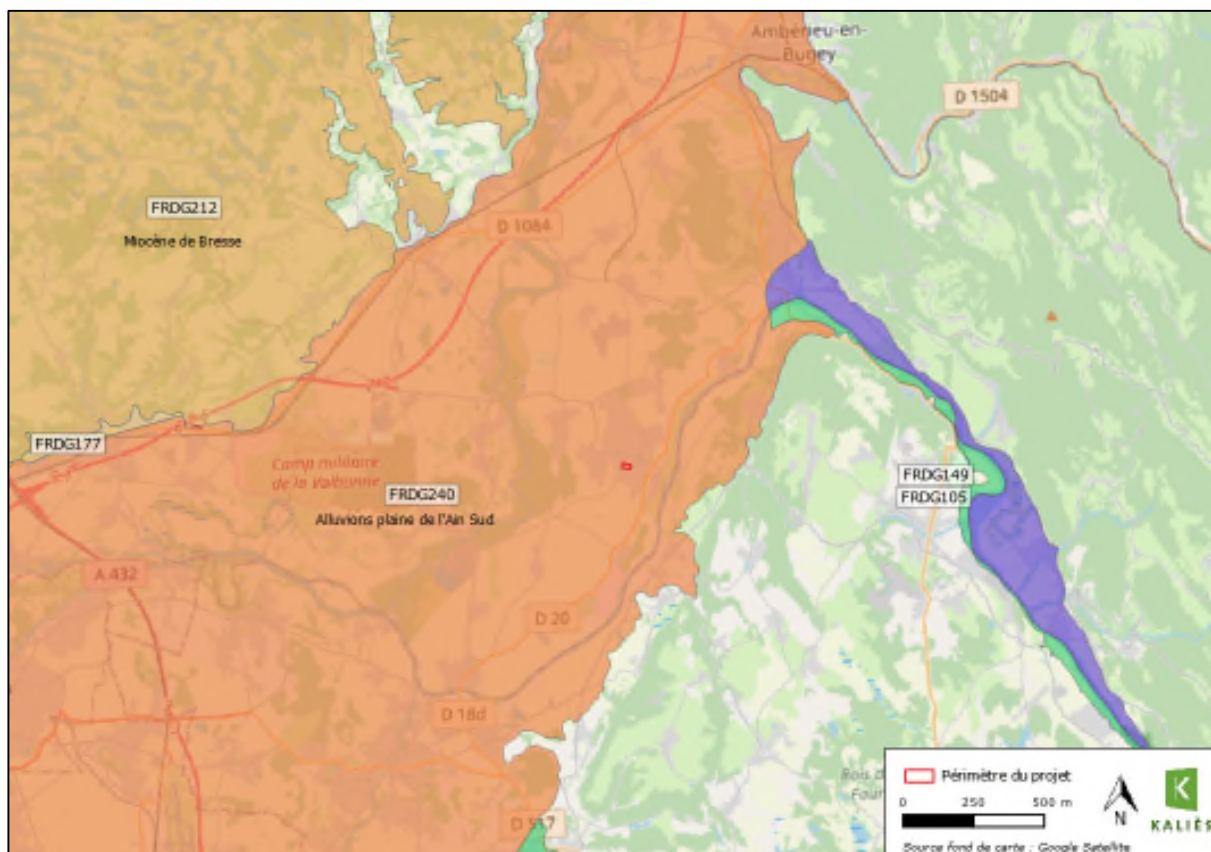 Ambérieu-en-
Bugey
D 1504
FRDG212
Miocène de Bresse
D 1084
FRDG177
Camp militaire
de la Valbonne
FRDG240
Alluvions plaine de l'Ain Sud
FRDG149
FRDG105
A 432
D 20
D 18d
Bois d
Four
Périmètre du projet
0 250 500 m
N
K
KALIÈS
Source fond de carte : Google Satellite